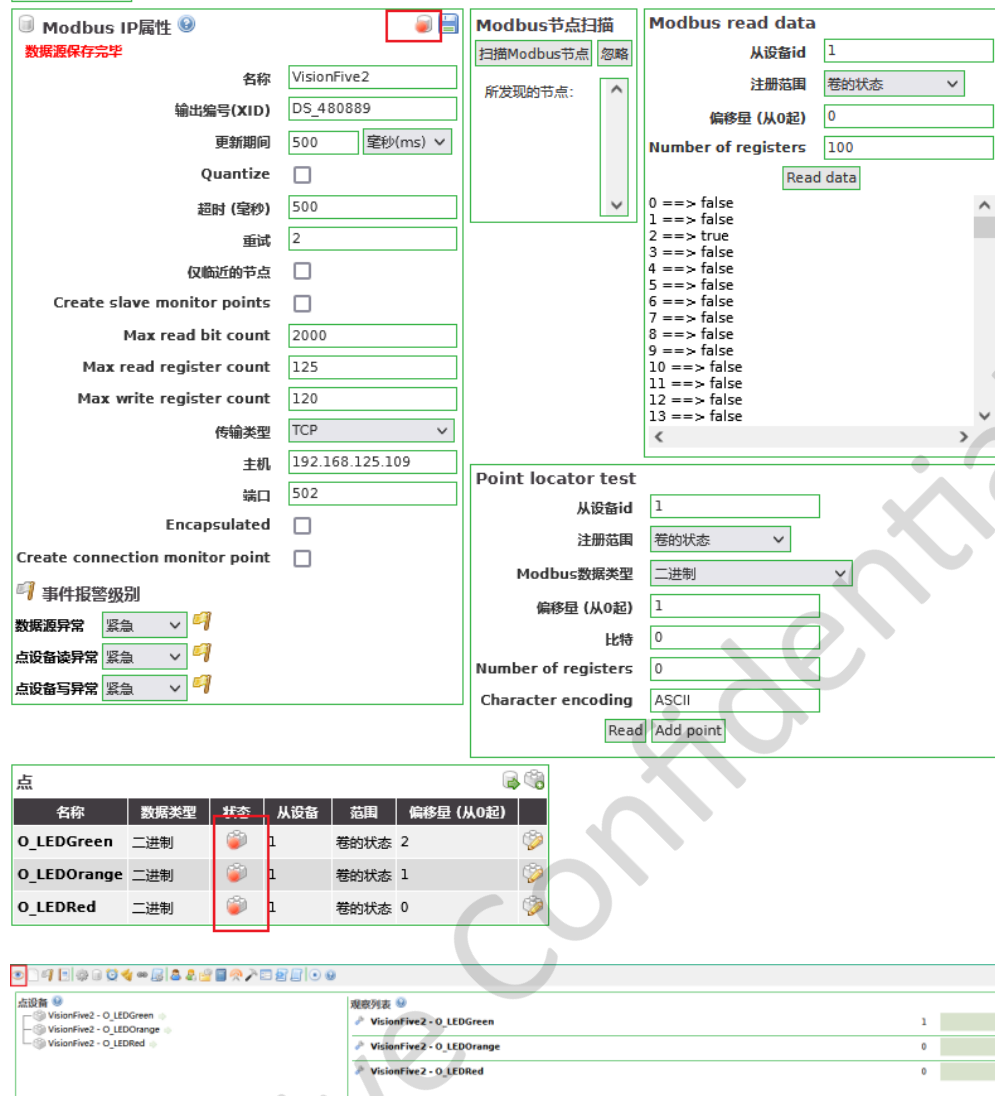 Modbus IP属性
数据源保存完毕
名称 VisionFive2
输出编号(XID) DS_480889
更新期间 500 毫秒(ms)
Quantize
超时 (毫秒) 500
重试 2
仅临近的节点
Create slave monitor points
Max read bit count 2000
Max read register count 125
Max write register count 120
传输类型 TCP
主机 192.168.125.109
端口 502
Encapsulated
Create connection monitor point
事件报警级别
数据源异常 紧急
点设备读异常 紧急
点设备写异常 紧急
Modbus节点扫描
扫描Modbus节点 忽略
所发现的节点:
Modbus read data
从设备id 1
注册范围 卷的状态
偏移量 (从0起) 0
Number of registers 100
Read data
0 ==> false
1 ==> false
2 ==> true
3 ==> false
4 ==> false
5 ==> false
6 ==> false
7 ==> false
8 ==> false
9 ==> false
10 ==> false
11 ==> false
12 ==> false
13 ==> false
Point locator test
从设备id 1
注册范围 卷的状态
Modbus数据类型 二进制
偏移量 (从0起) 1
比特 0
Number of registers 0
Character encoding ASCII
Read Add point
点
名称 数据类型 状态 从设备 范围 偏移量 (从0起)
O_LEDGreen 二进制 1 卷的状态 2
O_LEDOrange 二进制 1 卷的状态 1
O_LEDRed 二进制 1 卷的状态 0
点设备
VisionFive2 - O_LEDGreen
VisionFive2 - O_LEDOrange
VisionFive2 - O_LEDRed
观察列表
VisionFive2 - O_LEDGreen 1
VisionFive2 - O_LEDOrange 0
VisionFive2 - O_LEDRed 0
ive Confidentia